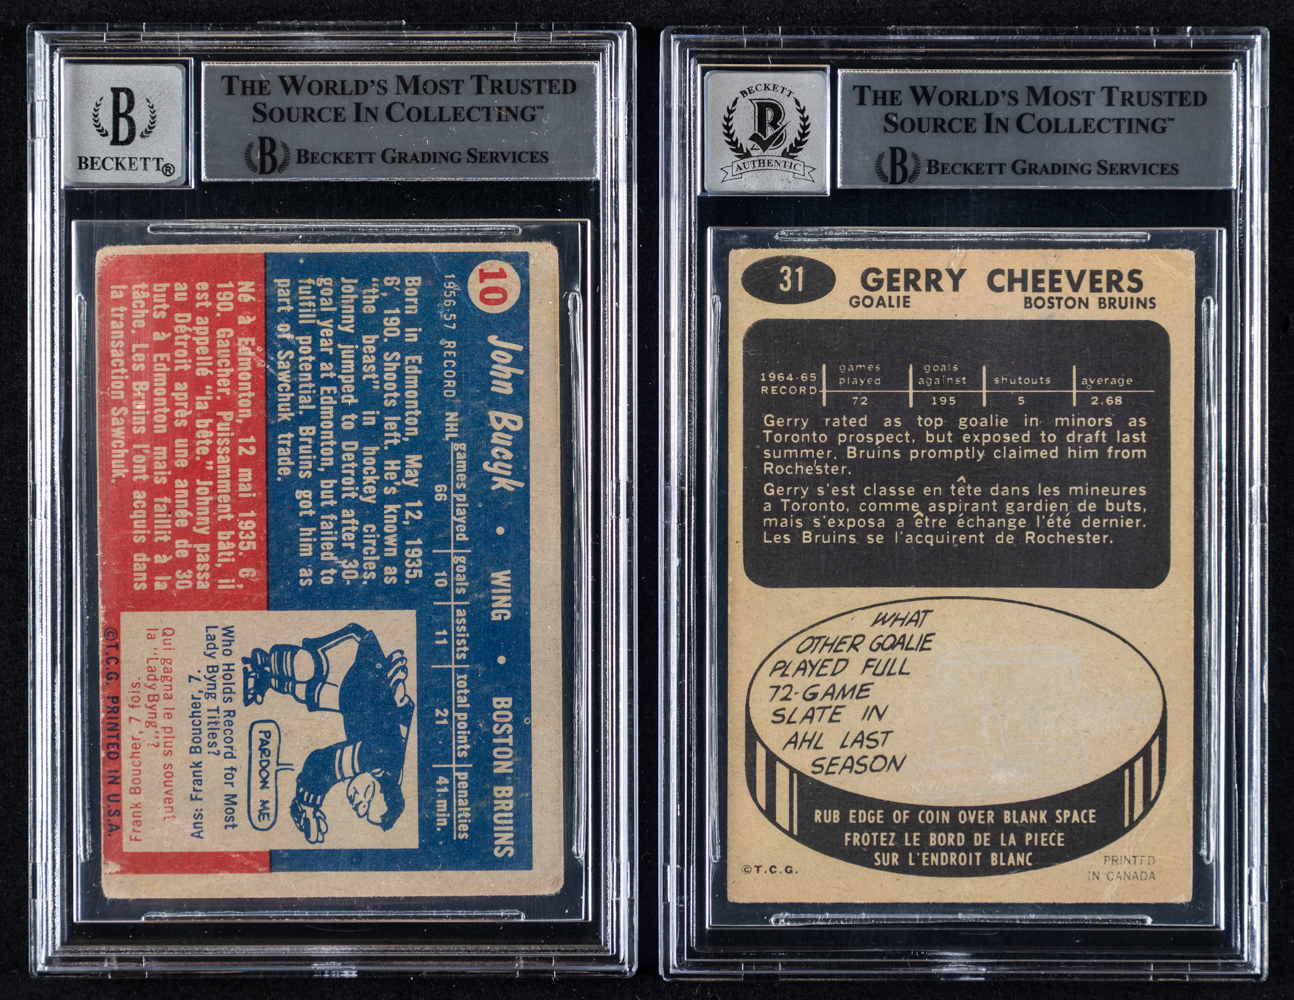 B
BECKETT®
THE WORLD'S MOST TRUSTED
SOURCE IN COLLECTING™
B BECKETT GRADING SERVICES
10 John Bucyk • WING • BOSTON BRUINS
1956-57 RECORD NHL games played goals assists total points penalties
66 10 11 21 41 min.
Born in Edmonton, May 12, 1935.
6', 190. Shoots left. He's known as
"the beast" in hockey circles.
Johnny jumped to Detroit after 30-
goal year at Edmonton, but failed to
fulfill potential. Bruins got him as
part of Sawchuk trade.
Né à Edmonton, 12 mai 1935. 6',
190. Gaucher. Puissamment bâti, il
est appellé "la bête." Johnny passa
au Détroit après une année de 30
buts à Edmonton mais faillit à la
tâche. Les Bruins l'ont acquis dans
la transaction Sawchuk.
PARDON ME
Who Holds Record for Most
Lady Byng Titles?
Ans: Frank Boucher, 7.
Qui gagna le plus souvent
la "Lady Byng"?
Frank Boucher, 7 fois.
©T.C.G. PRINTED IN U.S.A.
BECKETT
B
AUTHENTIC
THE WORLD'S MOST TRUSTED
SOURCE IN COLLECTING™
B BECKETT GRADING SERVICES
31 GERRY CHEEVERS
GOALIE BOSTON BRUINS
1964-65 RECORD games played goals against shutouts average
72 195 5 2.68
Gerry rated as top goalie in minors as
Toronto prospect, but exposed to draft last
summer. Bruins promptly claimed him from
Rochester.
Gerry s'est classe en tête dans les mineures
a Toronto, comme aspirant gardien de buts,
mais s'exposa a être échange l'été dernier.
Les Bruins se l'acquirent de Rochester.
WHAT
OTHER GOALIE
PLAYED FULL
72-GAME
SLATE IN
AHL LAST
SEASON
RUB EDGE OF COIN OVER BLANK SPACE
FROTEZ LE BORD DE LA PIECE
SUR L'ENDROIT BLANC
©T.C.G.
PRINTED
IN CANADA